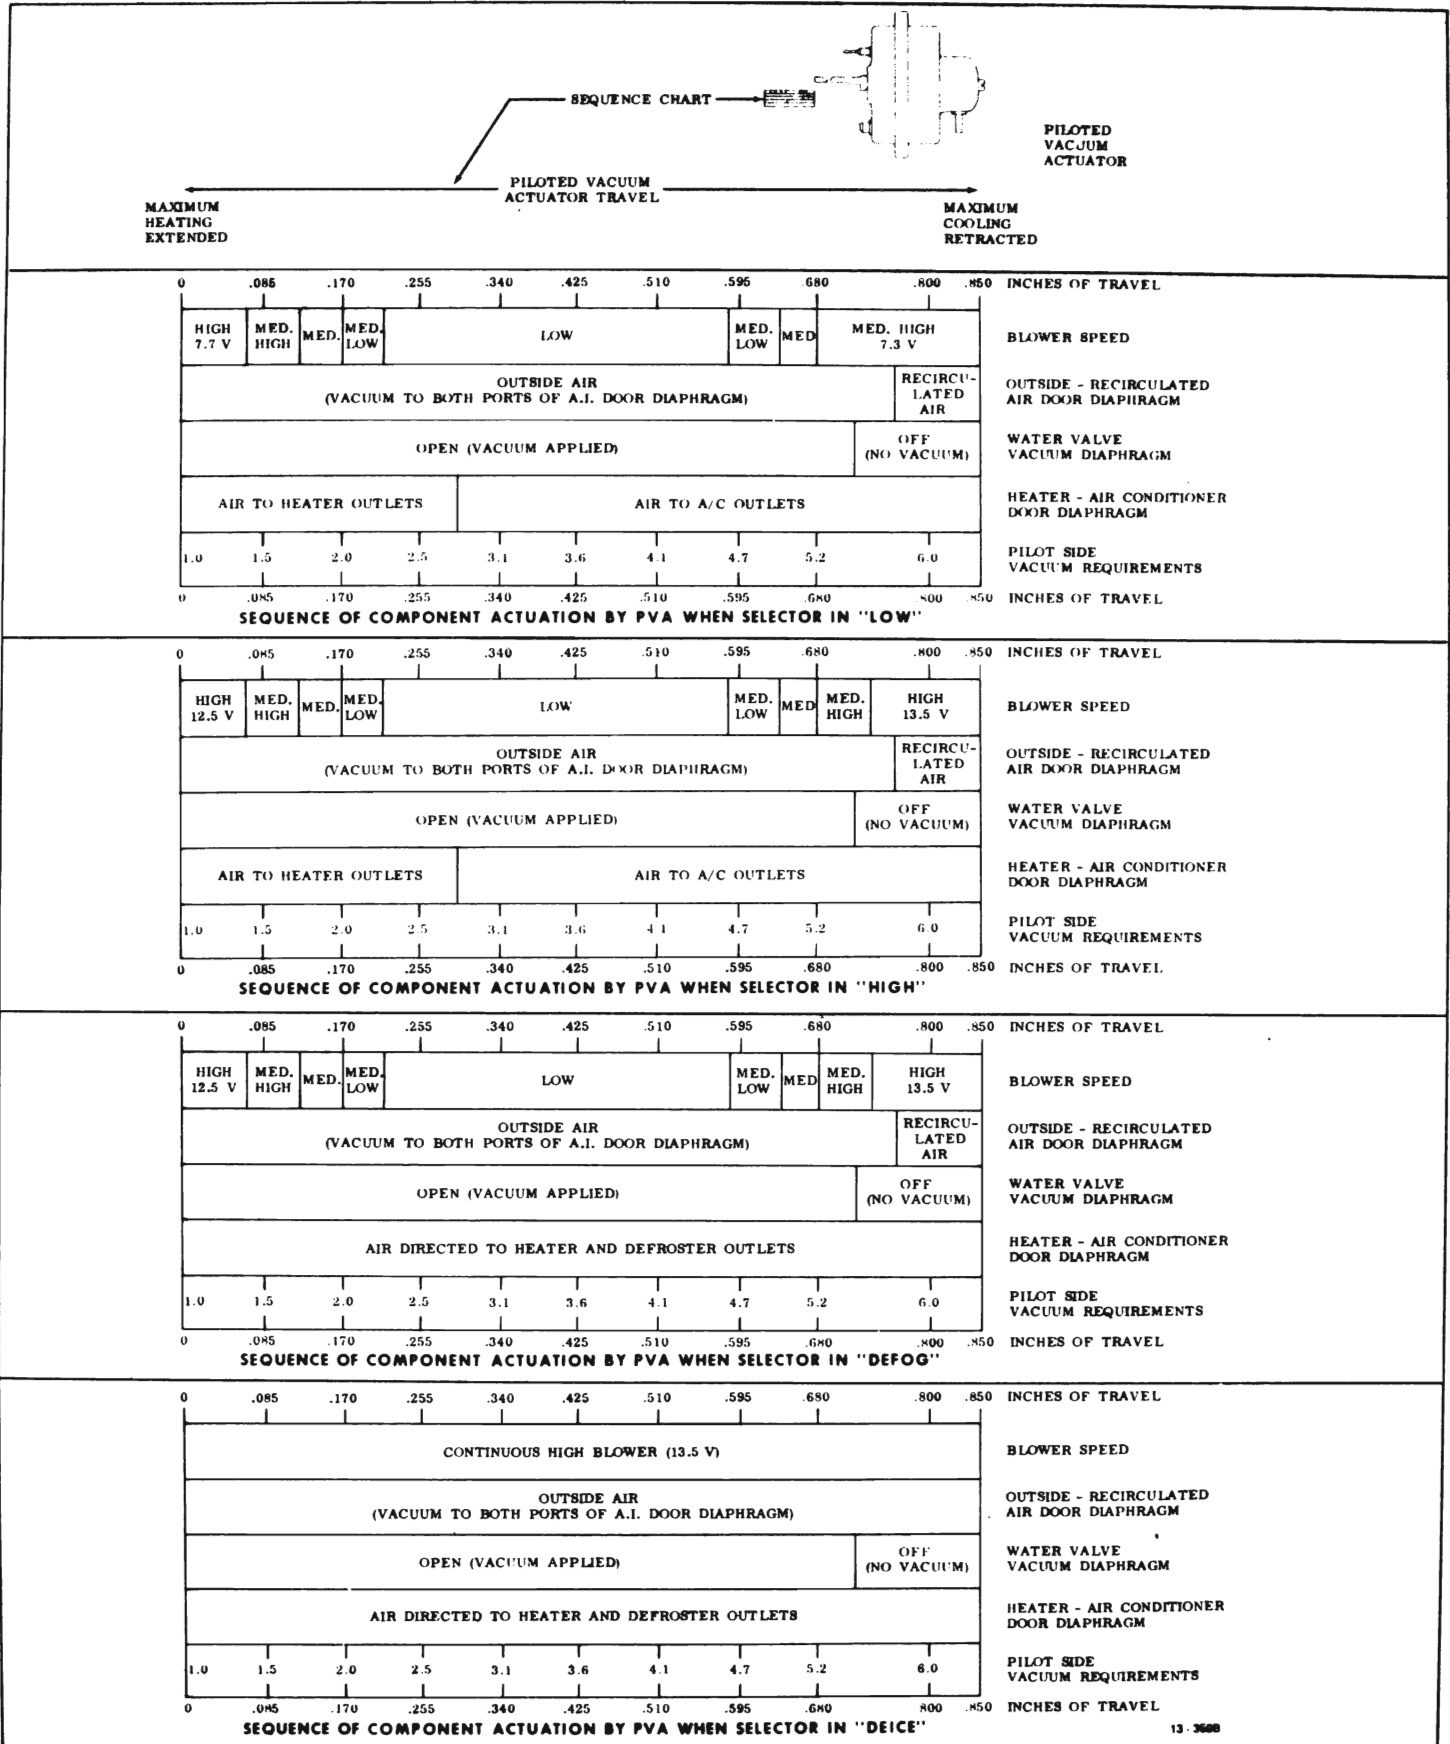 SEQUENCE CHART
PILOTED
VACUUM
ACTUATOR
PILOTED VACUUM
ACTUATOR TRAVEL
MAXIMUM
HEATING
EXTENDED
MAXIMUM
COOLING
RETRACTED
0 .085 .170 .255 .340 .425 .510 .595 .680 .800 .850 INCHES OF TRAVEL
HIGH 7.7 V MED. HIGH MED. MED. LOW LOW MED. LOW MED MED. HIGH 7.3 V BLOWER SPEED
OUTSIDE AIR
(VACUUM TO BOTH PORTS OF A.I. DOOR DIAPHRAGM)
RECIRCU-
LATED
AIR
OUTSIDE - RECIRCULATED
AIR DOOR DIAPHRAGM
OPEN (VACUUM APPLIED)
OFF
(NO VACUUM)
WATER VALVE
VACUUM DIAPHRAGM
AIR TO HEATER OUTLETS AIR TO A/C OUTLETS
HEATER - AIR CONDITIONER
DOOR DIAPHRAGM
1.0 1.5 2.0 2.5 3.1 3.6 4.1 4.7 5.2 6.0
PILOT SIDE
VACUUM REQUIREMENTS
0 .085 .170 .255 .340 .425 .510 .595 .680 .800 .850 INCHES OF TRAVEL
SEQUENCE OF COMPONENT ACTUATION BY PVA WHEN SELECTOR IN "LOW"
0 .085 .170 .255 .340 .425 .510 .595 .680 .800 .850 INCHES OF TRAVEL
HIGH 12.5 V MED. HIGH MED. MED. LOW LOW MED. LOW MED MED. HIGH HIGH 13.5 V BLOWER SPEED
OUTSIDE AIR
(VACUUM TO BOTH PORTS OF A.I. DOOR DIAPHRAGM)
RECIRCU-
LATED
AIR
OUTSIDE - RECIRCULATED
AIR DOOR DIAPHRAGM
OPEN (VACUUM APPLIED)
OFF
(NO VACUUM)
WATER VALVE
VACUUM DIAPHRAGM
AIR TO HEATER OUTLETS AIR TO A/C OUTLETS
HEATER - AIR CONDITIONER
DOOR DIAPHRAGM
1.0 1.5 2.0 2.5 3.1 3.6 4.1 4.7 5.2 6.0
PILOT SIDE
VACUUM REQUIREMENTS
0 .085 .170 .255 .340 .425 .510 .595 .680 .800 .850 INCHES OF TRAVEL
SEQUENCE OF COMPONENT ACTUATION BY PVA WHEN SELECTOR IN "HIGH"
0 .085 .170 .255 .340 .425 .510 .595 .680 .800 .850 INCHES OF TRAVEL
HIGH 12.5 V MED. HIGH MED. MED. LOW LOW MED. LOW MED MED. HIGH HIGH 13.5 V BLOWER SPEED
OUTSIDE AIR
(VACUUM TO BOTH PORTS OF A.I. DOOR DIAPHRAGM)
RECIRCU-
LATED
AIR
OUTSIDE - RECIRCULATED
AIR DOOR DIAPHRAGM
OPEN (VACUUM APPLIED)
OFF
(NO VACUUM)
WATER VALVE
VACUUM DIAPHRAGM
AIR DIRECTED TO HEATER AND DEFROSTER OUTLETS
HEATER - AIR CONDITIONER
DOOR DIAPHRAGM
1.0 1.5 2.0 2.5 3.1 3.6 4.1 4.7 5.2 6.0
PILOT SIDE
VACUUM REQUIREMENTS
0 .085 .170 .255 .340 .425 .510 .595 .680 .800 .850 INCHES OF TRAVEL
SEQUENCE OF COMPONENT ACTUATION BY PVA WHEN SELECTOR IN "DEFOG"
0 .085 .170 .255 .340 .425 .510 .595 .680 .800 .850 INCHES OF TRAVEL
CONTINUOUS HIGH BLOWER (13.5 V) BLOWER SPEED
OUTSIDE AIR
(VACUUM TO BOTH PORTS OF A.I. DOOR DIAPHRAGM)
OUTSIDE - RECIRCULATED
AIR DOOR DIAPHRAGM
OPEN (VACUUM APPLIED)
OFF
(NO VACUUM)
WATER VALVE
VACUUM DIAPHRAGM
AIR DIRECTED TO HEATER AND DEFROSTER OUTLETS
HEATER - AIR CONDITIONER
DOOR DIAPHRAGM
1.0 1.5 2.0 2.5 3.1 3.6 4.1 4.7 5.2 6.0
PILOT SIDE
VACUUM REQUIREMENTS
0 .085 .170 .255 .340 .425 .510 .595 .680 .800 .850 INCHES OF TRAVEL
SEQUENCE OF COMPONENT ACTUATION BY PVA WHEN SELECTOR IN "DEICE"